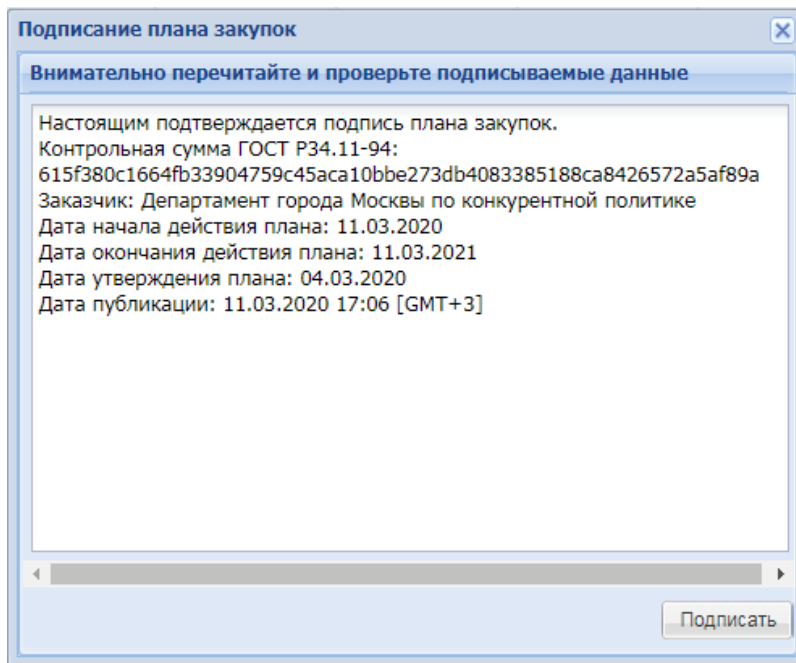 Подписание плана закупок
Внимательно перечитайте и проверьте подписываемые данные
Настоящим подтверждается подпись плана закупок.
Контрольная сумма ГОСТ Р34.11-94:
615f380c1664fb33904759c45aca10bbe273db4083385188ca8426572a5af89a
Заказчик: Департамент города Москвы по конкурентной политике
Дата начала действия плана: 11.03.2020
Дата окончания действия плана: 11.03.2021
Дата утверждения плана: 04.03.2020
Дата публикации: 11.03.2020 17:06 [GMT+3]
Подписать